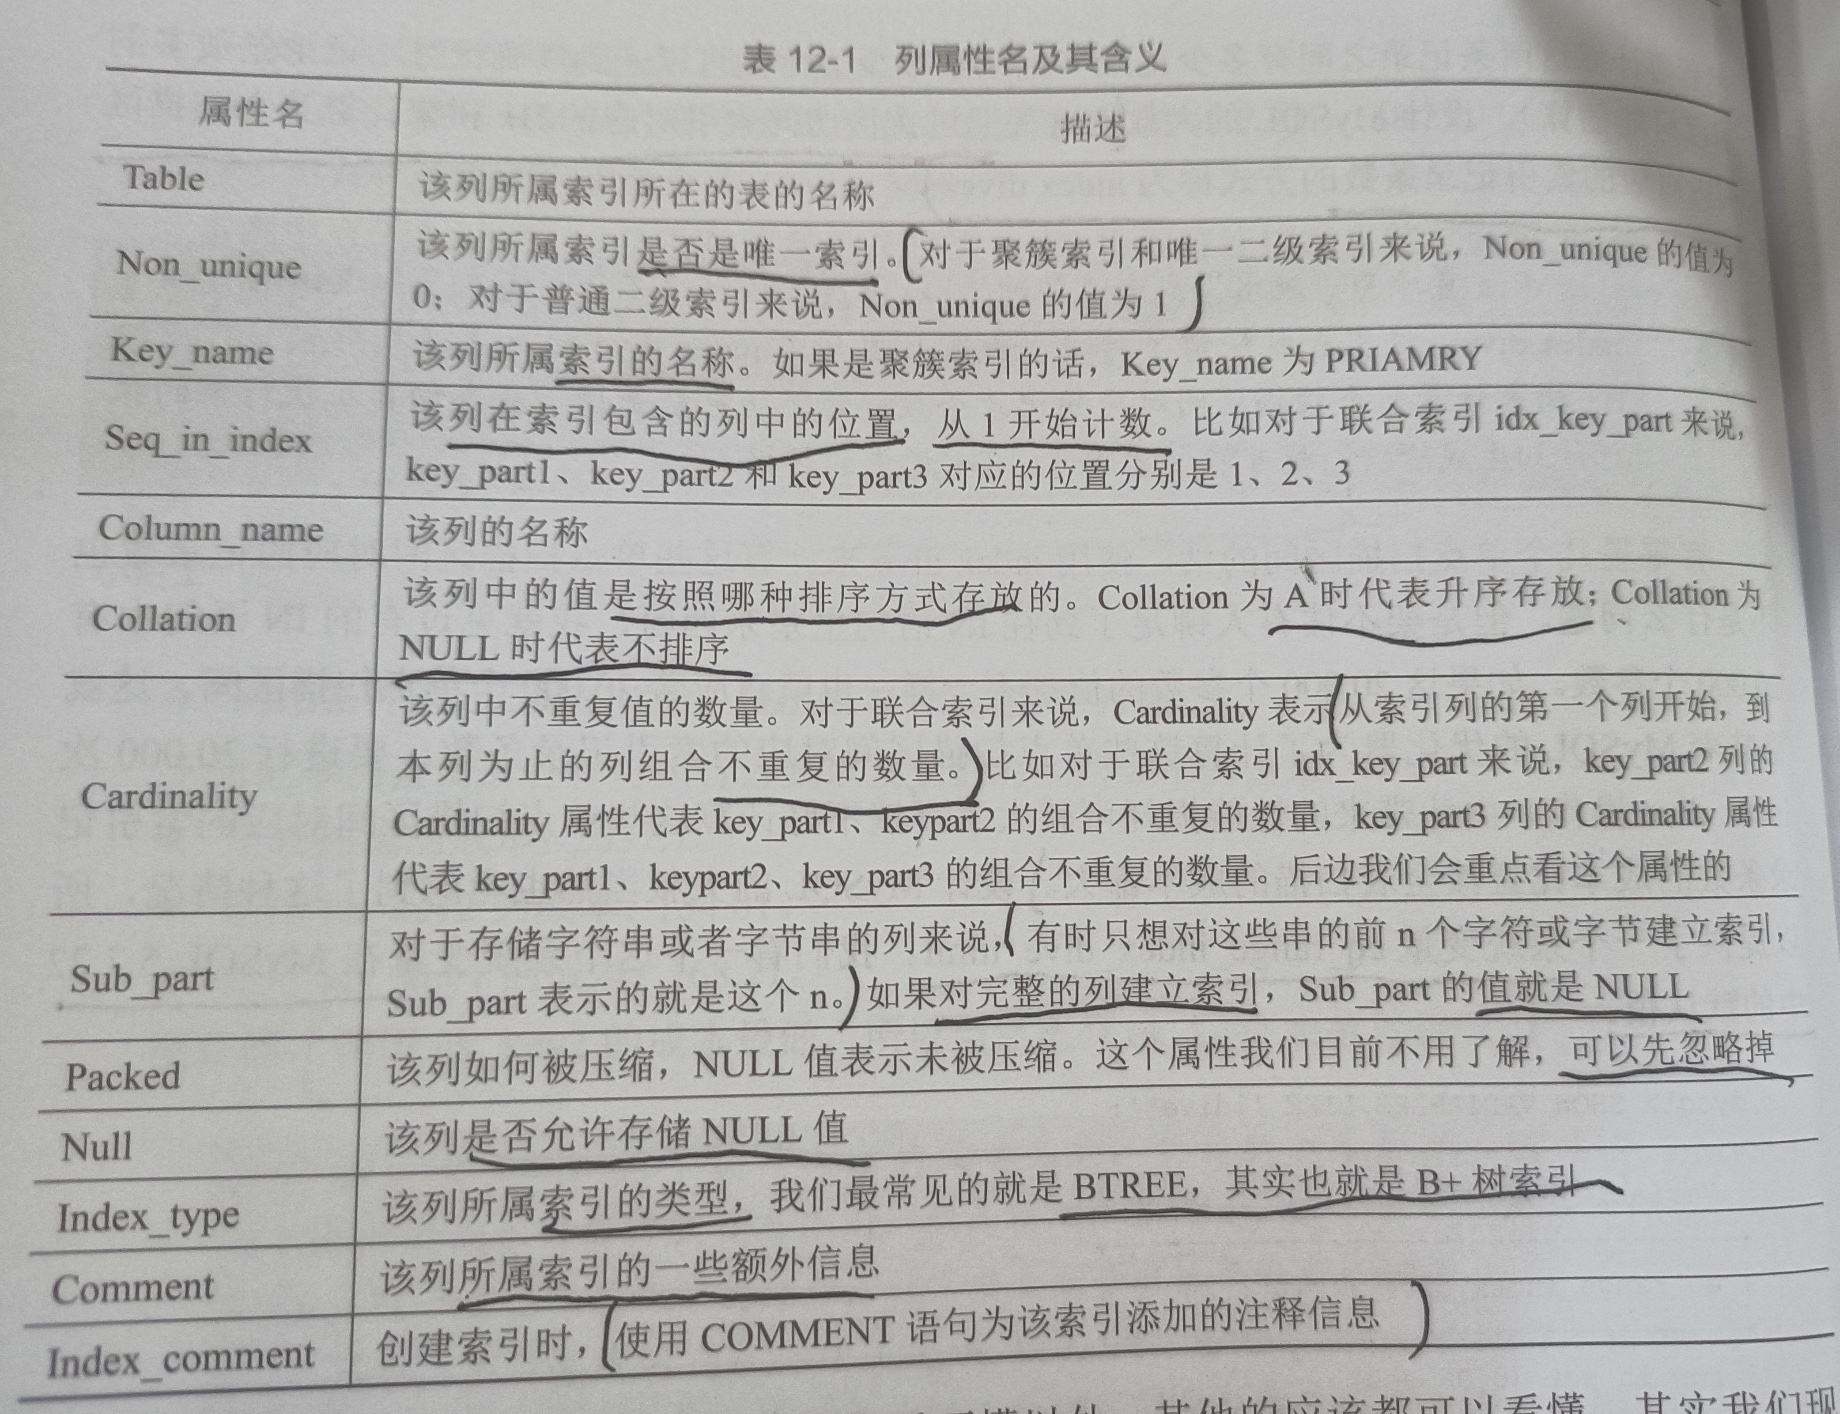 表 12-1 列属性名及其含义
属性名 描述
Table 该列所属索引所在的表的名称
Non_unique 该列所属索引是否是唯一索引。对于聚簇索引和唯一二级索引来说，Non_unique 的值为
0；对于普通二级索引来说，Non_unique 的值为 1
Key_name 该列所属索引的名称。如果是聚簇索引的话，Key_name 为 PRIAMRY
Seq_in_index 该列在索引包含的列中的位置，从 1 开始计数。比如对于联合索引 idx_key_part 来说，
key_part1、key_part2 和 key_part3 对应的位置分别是 1、2、3
Column_name 该列的名称
Collation 该列中的值是按照哪种排序方式存放的。Collation 为 A 时代表升序存放；Collation 为
NULL 时代表不排序
Cardinality 该列中不重复值的数量。对于联合索引来说，Cardinality 表示从索引列的第一个列开始，到
本列为止的列组合不重复的数量。比如对于联合索引 idx_key_part 来说，key_part2 列的
Cardinality 属性代表 key_part1、keypart2 的组合不重复的数量，key_part3 列的 Cardinality 属性
代表 key_part1、keypart2、key_part3 的组合不重复的数量。后边我们会重点看这个属性的
Sub_part 对于存储字符串或者字节串的列来说，有时只想对这些串的前 n 个字符或字节建立索引，
Sub_part 表示的就是这个 n。如果对完整的列建立索引，Sub_part 的值就是 NULL
Packed 该列如何被压缩，NULL 值表示未被压缩。这个属性我们目前不用了解，可以先忽略掉
Null 该列是否允许存储 NULL 值
Index_type 该列所属索引的类型，我们最常见的就是 BTREE，其实也就是 B+ 树索引
Comment 该列所属索引的一些额外信息
Index_comment 创建索引时，使用 COMMENT 语句为该索引添加的注释信息
其他的应该都可以看懂 其实我们现